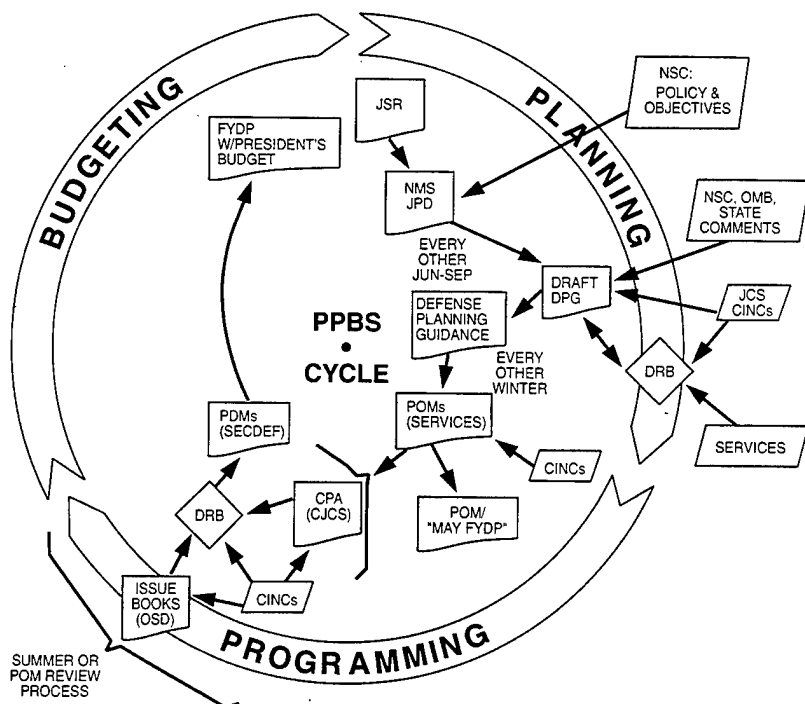 BUDGETING
PLANNING
PROGRAMMING
PPBS
•
CYCLE
JSR
NSC:
POLICY &
OBJECTIVES
FYDP
W/PRESIDENT'S
BUDGET
NMS
JPD
NSC, OMB,
STATE
COMMENTS
EVERY
OTHER
JUN-SEP
DRAFT
DPG
JCS
CINCs
DEFENSE
PLANNING
GUIDANCE
EVERY
OTHER
WINTER
DRB
SERVICES
PDMs
(SECDEF)
POMs
(SERVICES)
CINCs
CPA
(CJCS)
DRB
POM/
"MAY FYDP"
ISSUE
BOOKS
(OSD)
CINCs
SUMMER OR
POM REVIEW
PROCESS